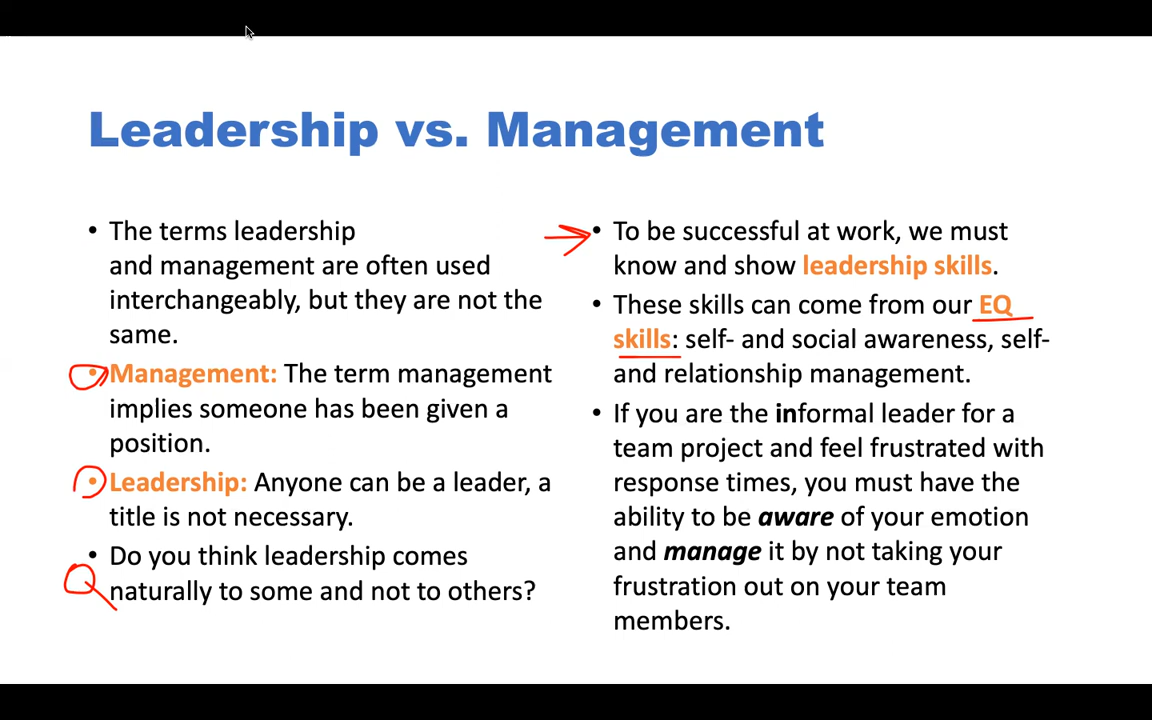 Leadership vs. Management
• The terms leadership
and management are often used
interchangeably, but they are not the
same.
• Management: The term management
implies someone has been given a
position.
• Leadership: Anyone can be a leader, a
title is not necessary.
• Do you think leadership comes
naturally to some and not to others?
• To be successful at work, we must
know and show leadership skills.
• These skills can come from our EQ
skills: self- and social awareness, self-
and relationship management.
• If you are the informal leader for a
team project and feel frustrated with
response times, you must have the
ability to be aware of your emotion
and manage it by not taking your
frustration out on your team
members.